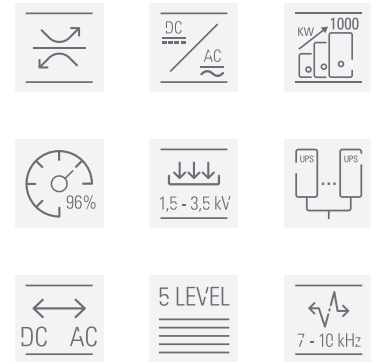 DC
AC
KW
1000
96%
1,5 - 3,5 kV
UPS
UPS
...
DC AC
5 LEVEL
7 - 10 kHz